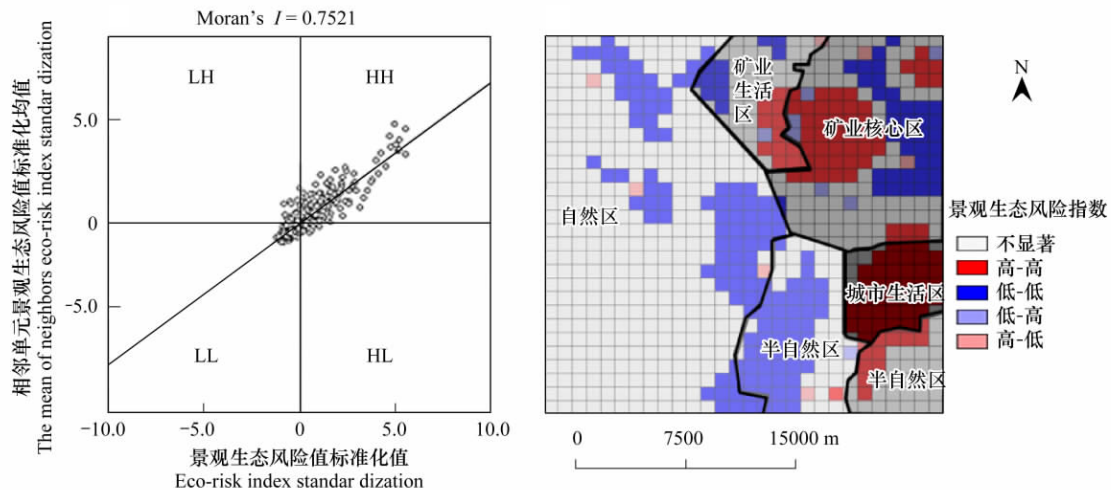 Moran's I = 0.7521
LH
HH
LL
HL
5.0
0
-5.0
-10.0
-5.0
0
5.0
10.0
相邻单元景观生态风险值标准化均值
The mean of neighbors eco-risk index standar dization
景观生态风险值标准化值
Eco-risk index standar dization
矿业
生活
区
矿业核心区
自然区
城市生活区
半自然区
半自然区
0
7500
15000 m
N
景观生态风险指数
不显著
高-高
低-低
低-高
高-低